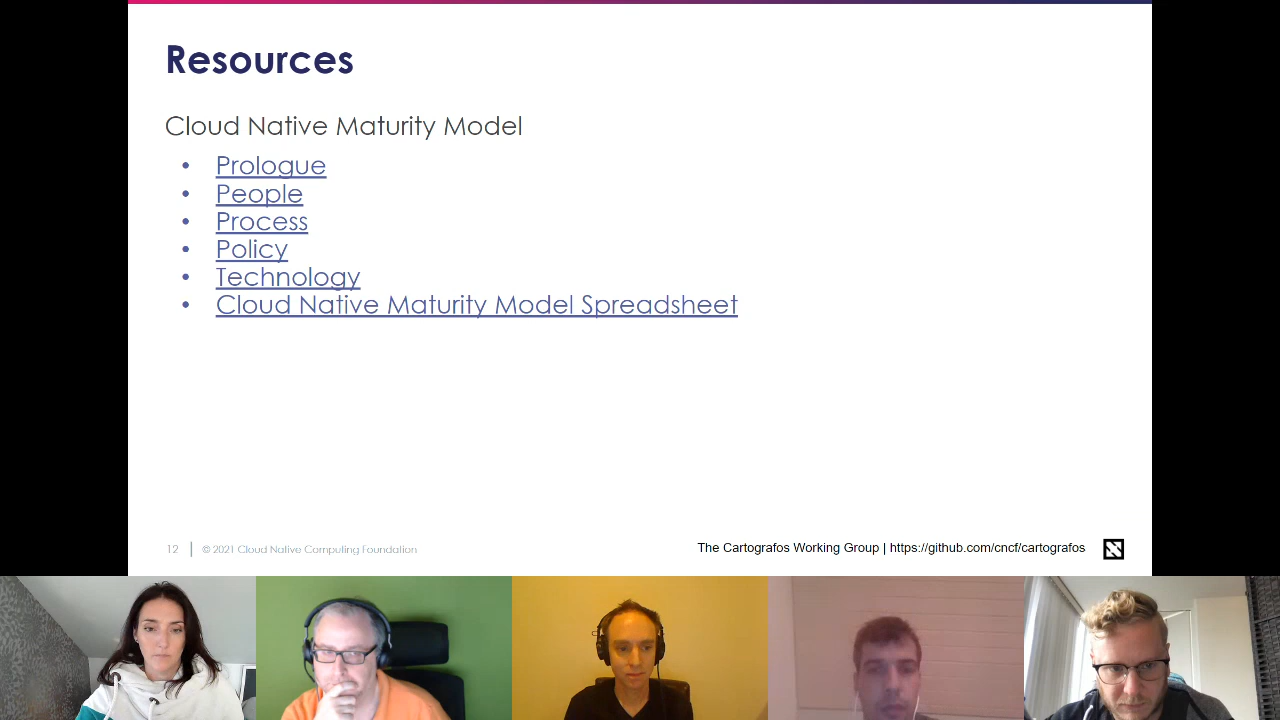 Resources
Cloud Native Maturity Model
• Prologue
• People
• Process
• Policy
• Technology
• Cloud Native Maturity Model Spreadsheet
12 | © 2021 Cloud Native Computing Foundation
The Cartografos Working Group | https://github.com/cncf/cartografos